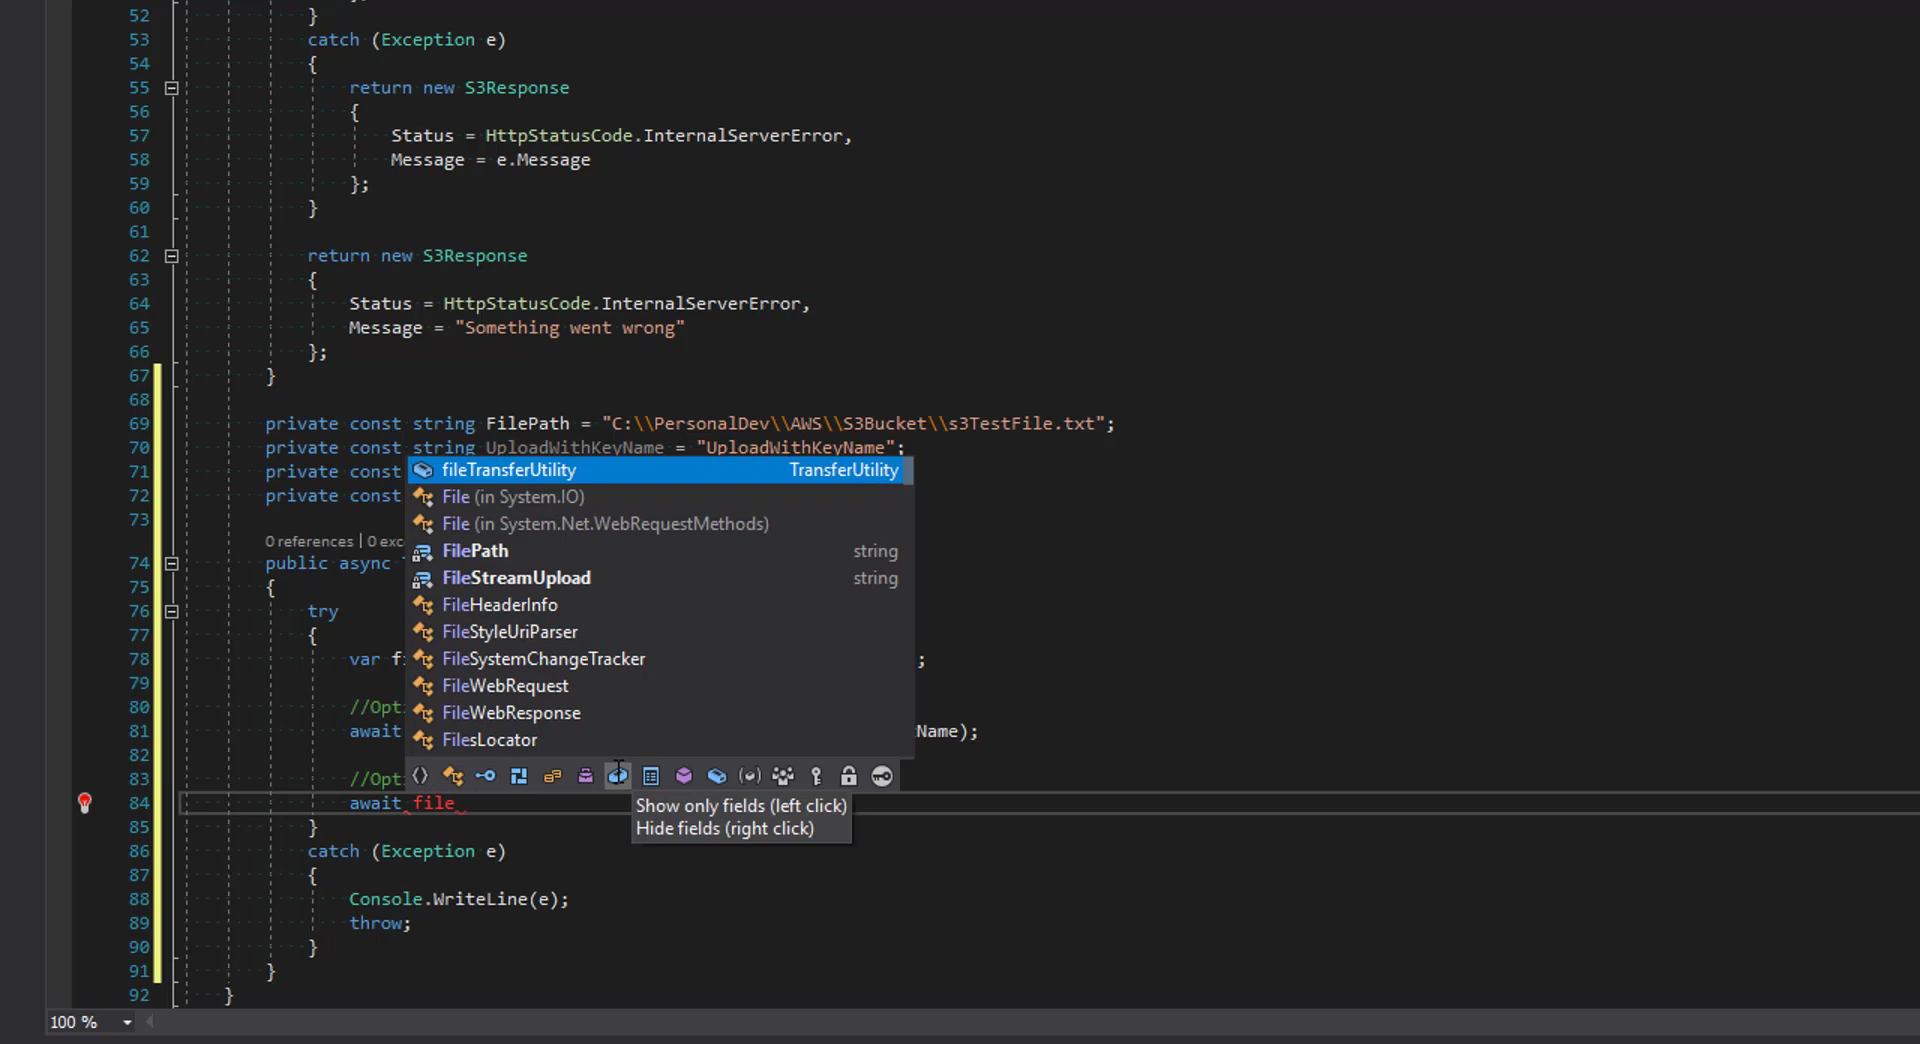 52 }
53 catch (Exception e)
54 {
55 return new S3Response
56 {
57 Status = HttpStatusCode.InternalServerError,
58 Message = e.Message
59 };
60 }
61
62 return new S3Response
63 {
64 Status = HttpStatusCode.InternalServerError,
65 Message = "Something went wrong"
66 };
67 }
68
69 private const string FilePath = "C:\\PersonalDev\\AWS\\S3Bucket\\s3TestFile.txt";
70 private const string UploadWithKeyName = "UploadWithKeyName";
71 private const
72 private const
73
0 references | 0 exc
74 public async
75 {
76 try
77 {
78 var fi ;
79
80 //Opt
81 await Name);
82
83 //Opt
84 await file
85 }
86 catch (Exception e)
87 {
88 Console.WriteLine(e);
89 throw;
90 }
91 }
92 }
fileTransferUtility TransferUtility
File (in System.IO)
File (in System.Net.WebRequestMethods)
FilePath string
FileStreamUpload string
FileHeaderInfo
FileStyleUriParser
FileSystemChangeTracker
FileWebRequest
FileWebResponse
FilesLocator
Show only fields (left click)
Hide fields (right click)
100 %